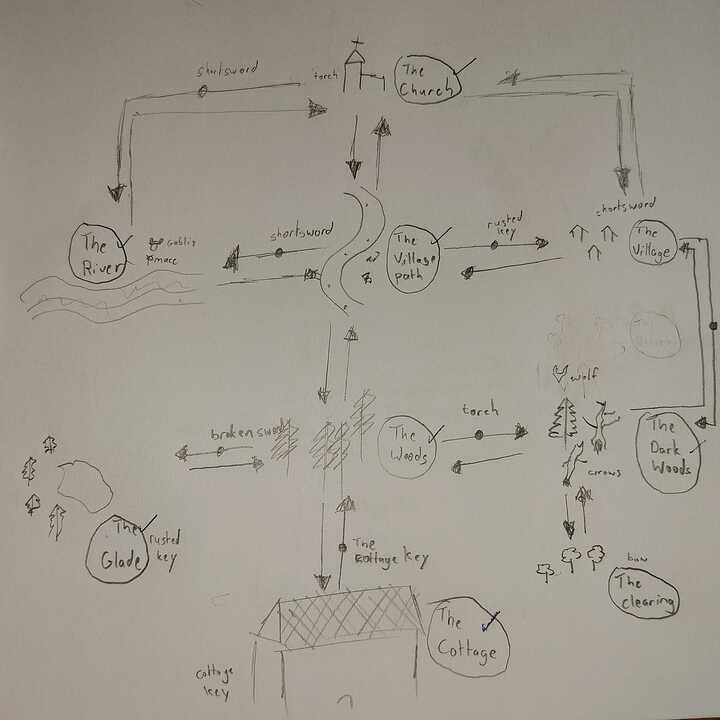 shortsword
torch
The
Church
The
River
Goblin
mace
shortsword
The
Village
path
rusted
key
shortsword
The
Village
wolf
torch
arrows
The
Dark
Woods
broken sword
The
Woods
The
Glade
rusted
key
The
cottage key
bow
The
clearing
The
Cottage
cottage
key